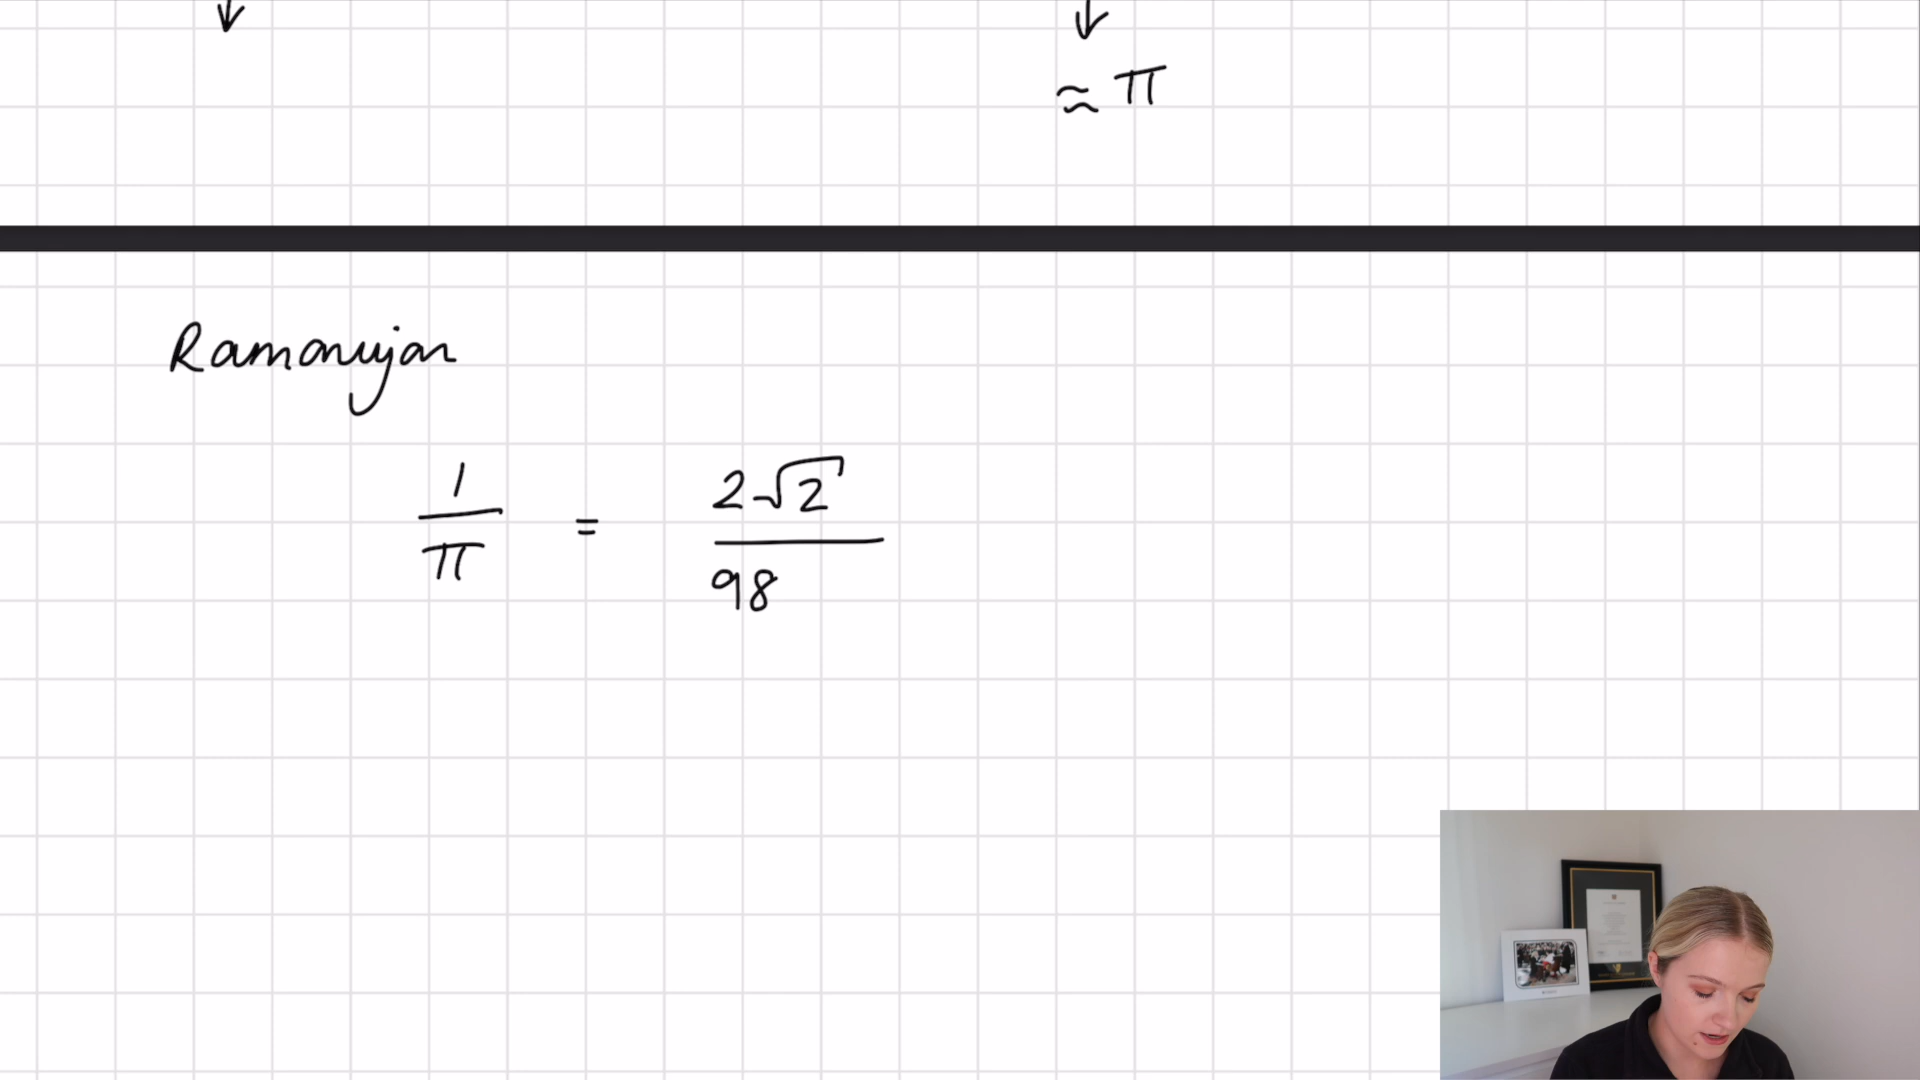 ≈ π
Ramanujan
1/π = 2√2/98